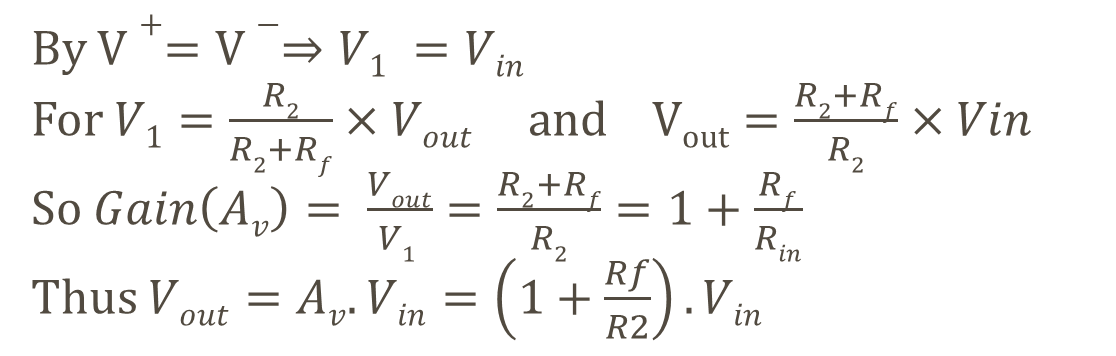 By V⁺ = V⁻ ⇒ V₁ = Vᵢₙ
For V₁ = R₂/(R₂+R_f) × V_out and V_out = (R₂+R_f)/R₂ × Vin
So Gain(A_v) = V_out/V₁ = (R₂+R_f)/R₂ = 1 + R_f/R_in
Thus V_out = A_v. V_in = (1 + Rf/R2) . V_in